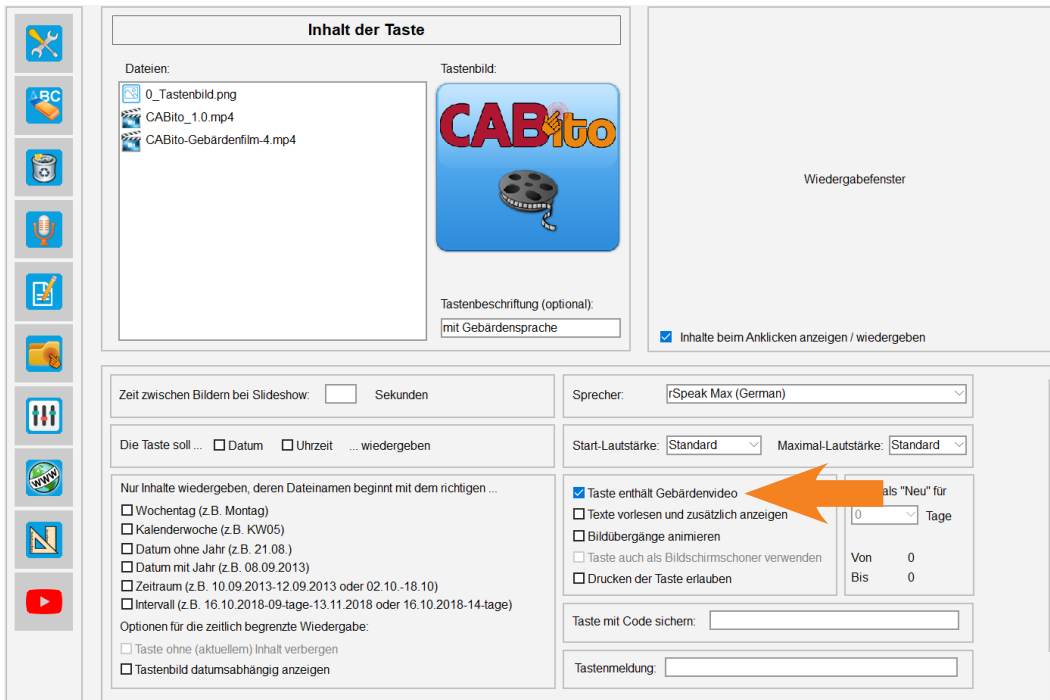 Inhalt der Taste
Dateien:
0_Tastenbild.png
CABito_1.0.mp4
CABito-Gebärdenfilm-4.mp4
Tastenbild:
CABito
Tastenbeschriftung (optional):
mit Gebärdensprache
Wiedergabefenster
Inhalte beim Anklicken anzeigen / wiedergeben
ABC
WWW
Zeit zwischen Bildern bei Slideshow: Sekunden
Die Taste soll ... Datum Uhrzeit ... wiedergeben
Nur Inhalte wiedergeben, deren Dateinamen beginnt mit dem richtigen ...
Wochentag (z.B. Montag)
Kalenderwoche (z.B. KW05)
Datum ohne Jahr (z.B. 21.08.)
Datum mit Jahr (z.B. 08.09.2013)
Zeitraum (z.B. 10.09.2013-12.09.2013 oder 02.10.-18.10)
Intervall (z.B. 16.10.2018-09-tage-13.11.2018 oder 16.10.2018-14-tage)
Optionen für die zeitlich begrenzte Wiedergabe:
Taste ohne (aktuellem) Inhalt verbergen
Tastenbild datumsabhängig anzeigen
Sprecher: rSpeak Max (German)
Start-Lautstärke: Standard Maximal-Lautstärke: Standard
Taste enthält Gebärdenvideo
Texte vorlesen und zusätzlich anzeigen
Bildübergänge animieren
Taste auch als Bildschirmschoner verwenden
Drucken der Taste erlauben
als "Neu" für
0 Tage
Von 0
Bis 0
Taste mit Code sichern:
Tastenmeldung: